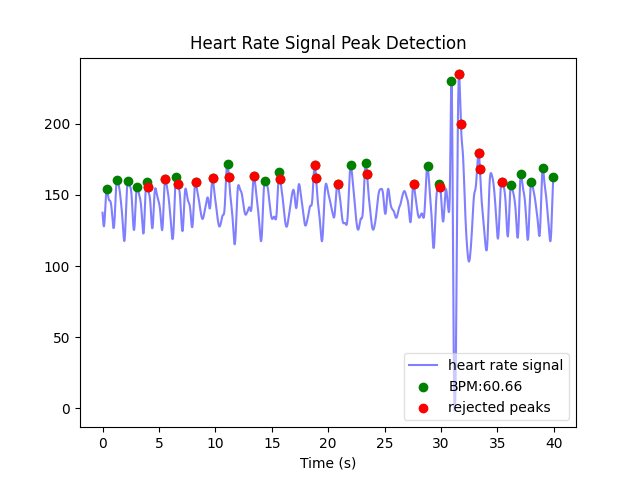 Heart Rate Signal Peak Detection
200
150
100
50
0
heart rate signal
BPM:60.66
rejected peaks
0 5 10 15 20 25 30 35 40
Time (s)